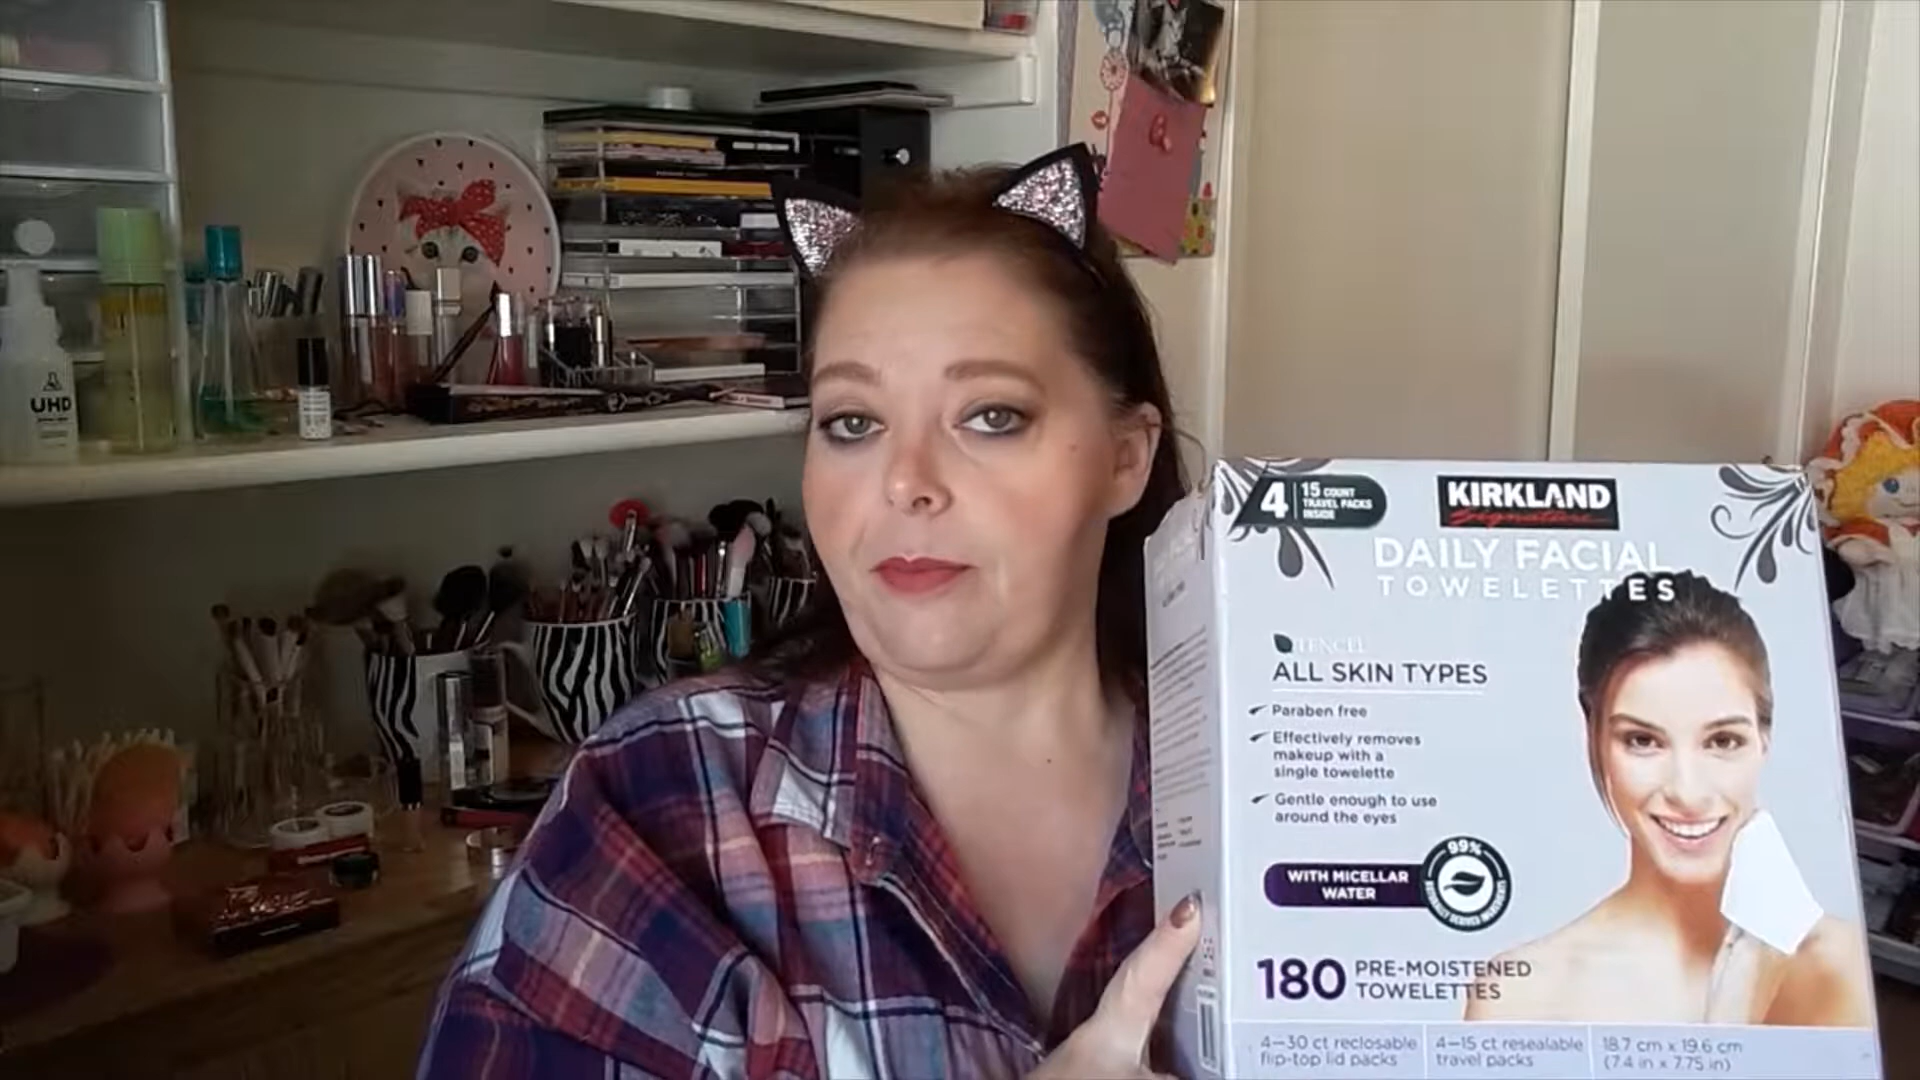 UHD
4
15 COUNT
TRAVEL PACKS
INSIDE
KIRKLAND
Signature
DAILY FACIAL
TOWELETTES
TENCEL
ALL SKIN TYPES
Paraben free
Effectively removes
makeup with a
single towelette
Gentle enough to use
around the eyes
WITH MICELLAR
WATER
99%
NATURALLY DERIVED INGREDIENTS
180
PRE-MOISTENED
TOWELETTES
4–30 ct reclosable
flip-top lid packs
4–15 ct resealable
travel packs
18.7 cm x 19.6 cm
(7.4 in x 7.75 in)